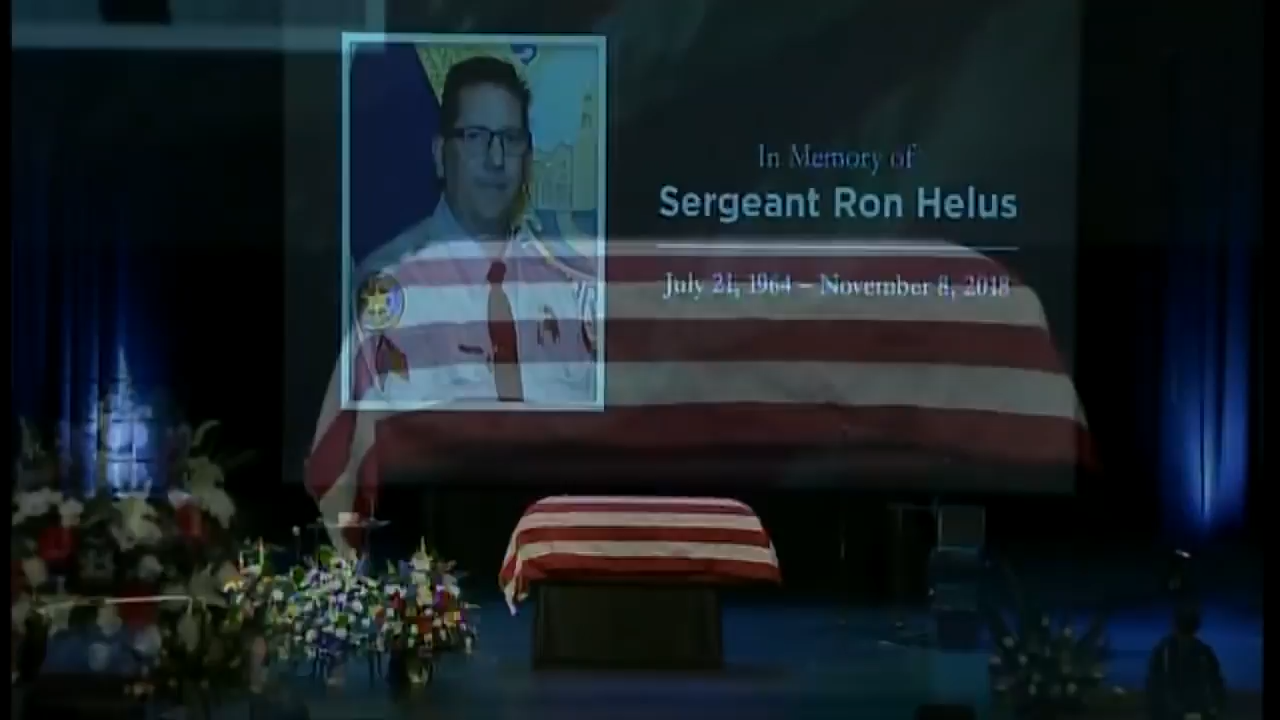 In Memory of
Sergeant Ron Helus
July 21, 1964 – November 8, 2018